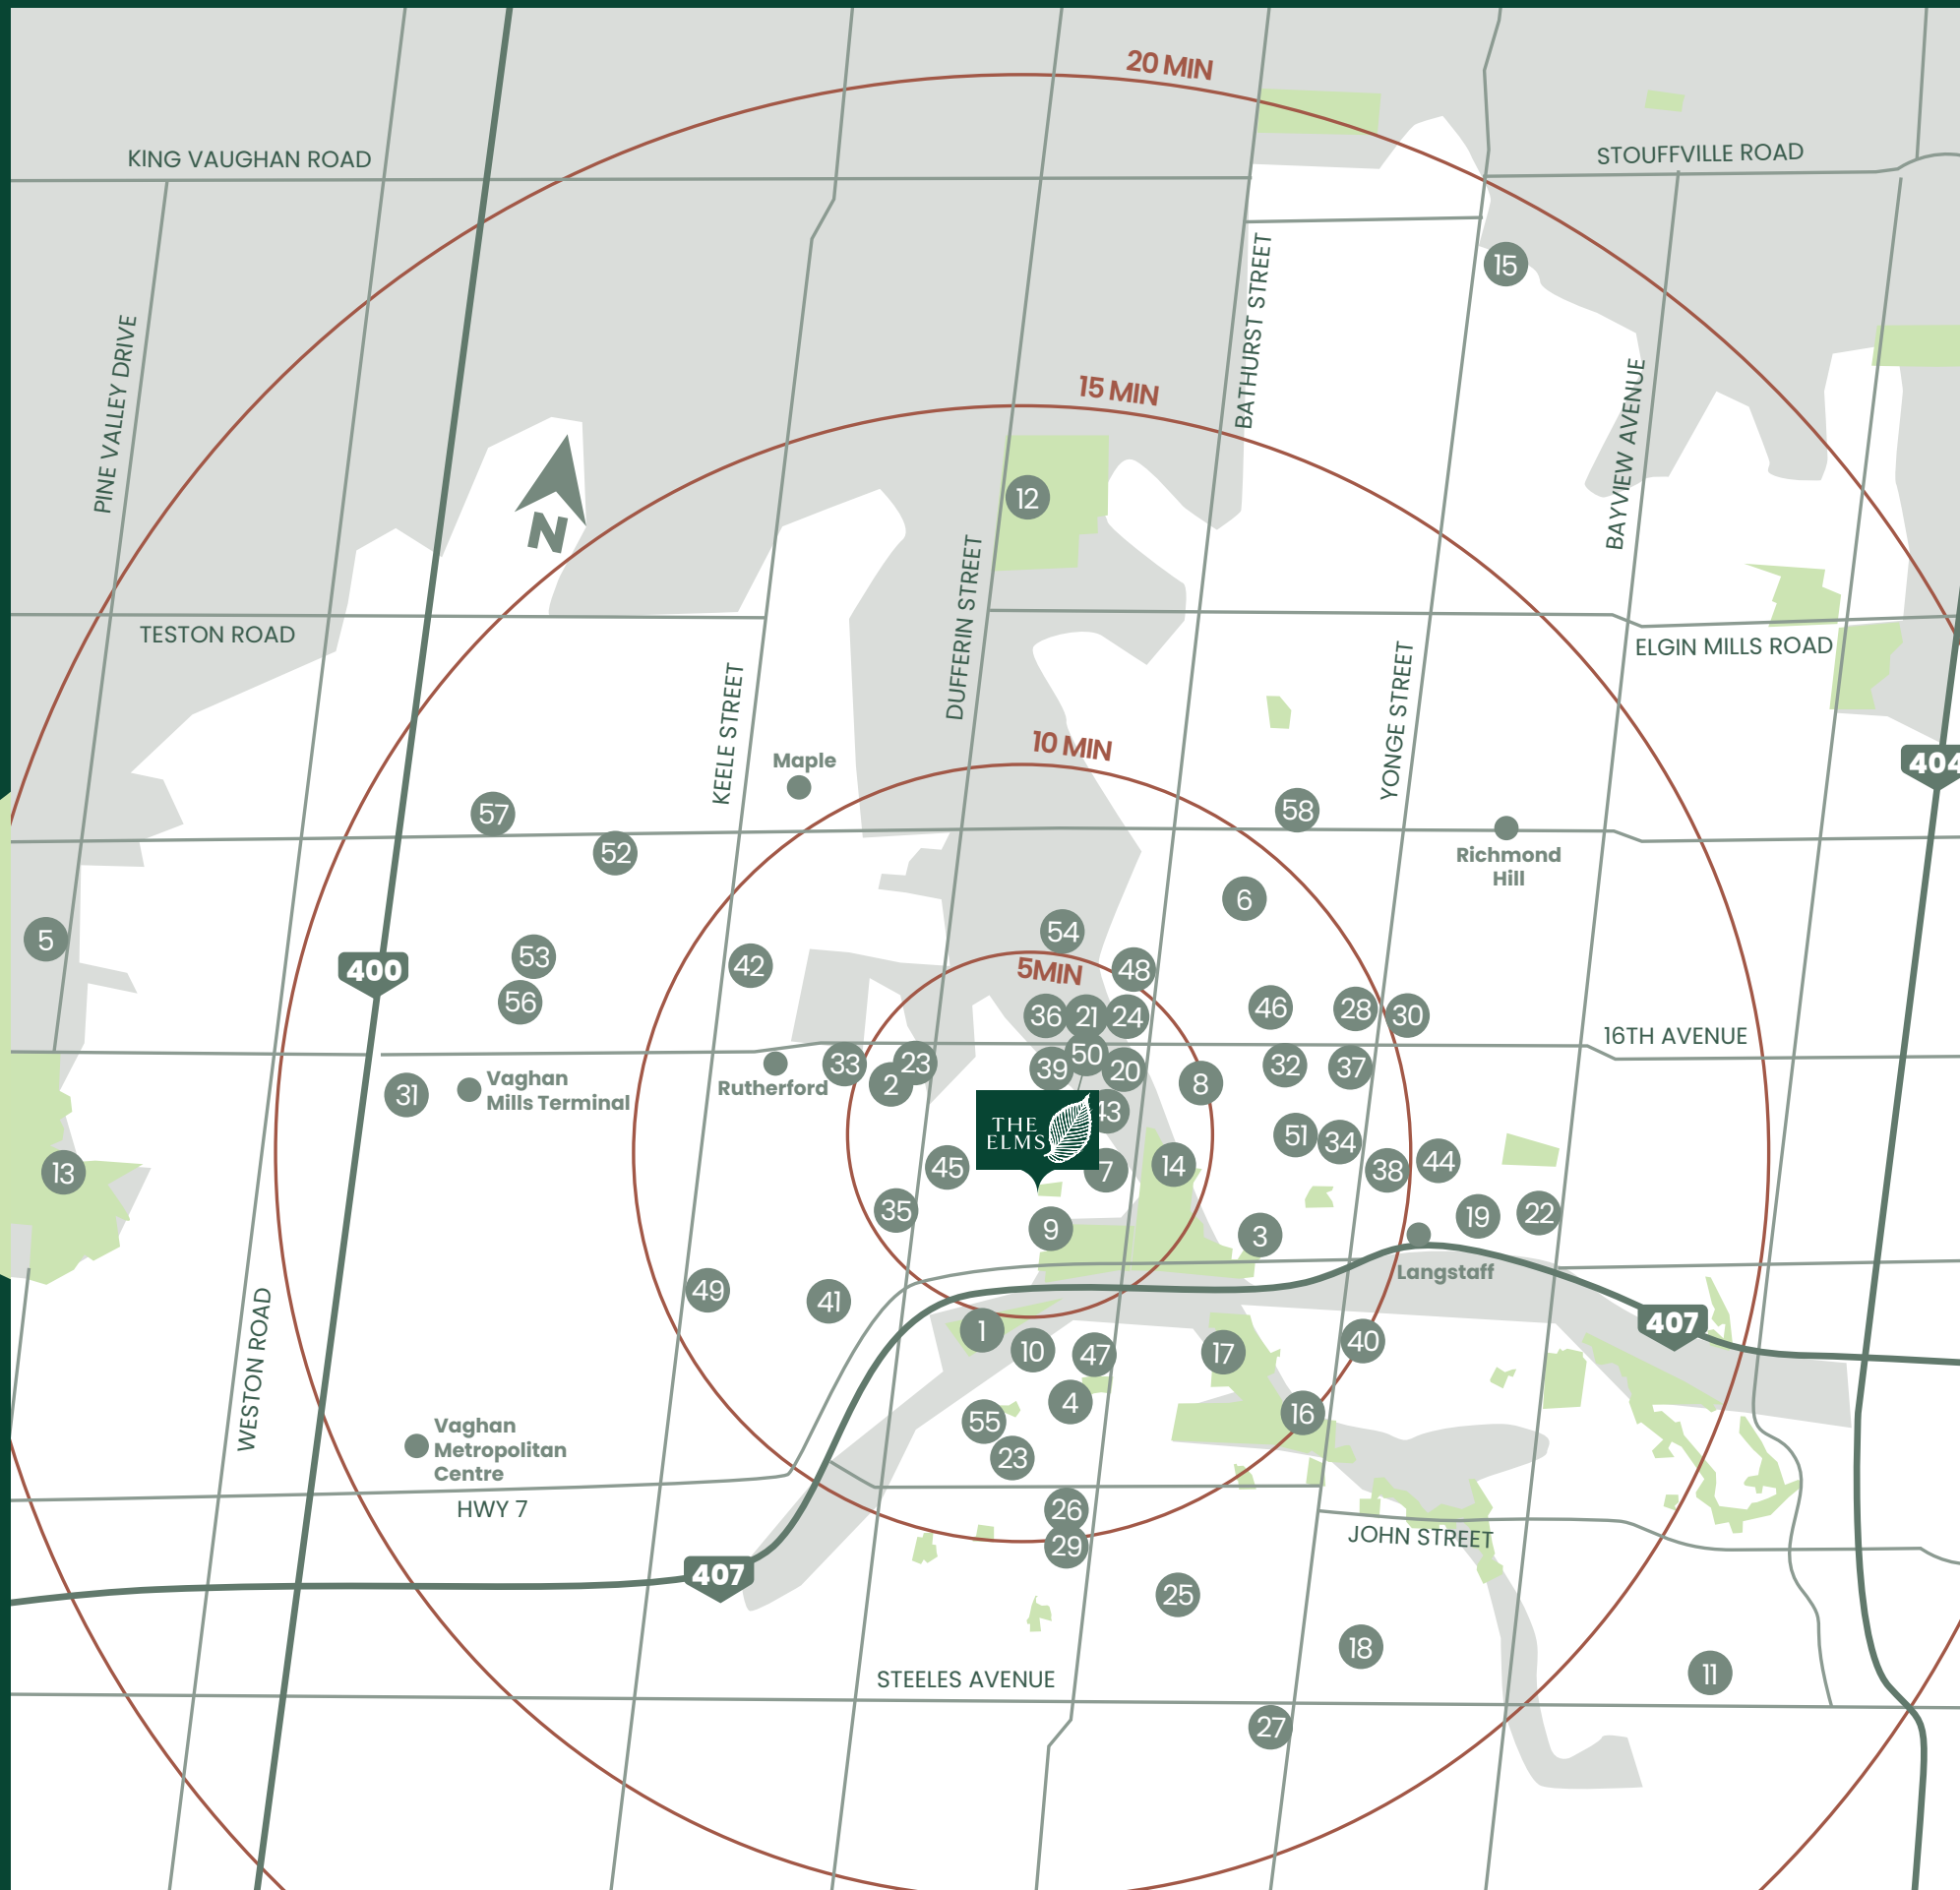 20 MIN
KING VAUGHAN ROAD
STOUFFVILLE ROAD
15
BATHURST STREET
PINE VALLEY DRIVE
15 MIN
BAYVIEW AVENUE
12
N
DUFFERIN STREET
TESTON ROAD
ELGIN MILLS ROAD
KEELE STREET
YONGE STREET
10 MIN
Maple
404
57
58
52
Richmond
Hill
6
5
54
53
42
400
5MIN
48
56
36
21
24
46
28
30
16TH AVENUE
33
23
2
39
50
20
8
32
37
Rutherford
31
Vaghan
Mills Terminal
THE
ELMS
43
51
34
45
7
14
38
44
13
35
9
3
19
22
Langstaff
49
41
407
1
10
47
17
40
WESTON ROAD
4
16
55
23
Vaghan
Metropolitan
Centre
HWY 7
26
29
JOHN STREET
407
25
18
11
STEELES AVENUE
27